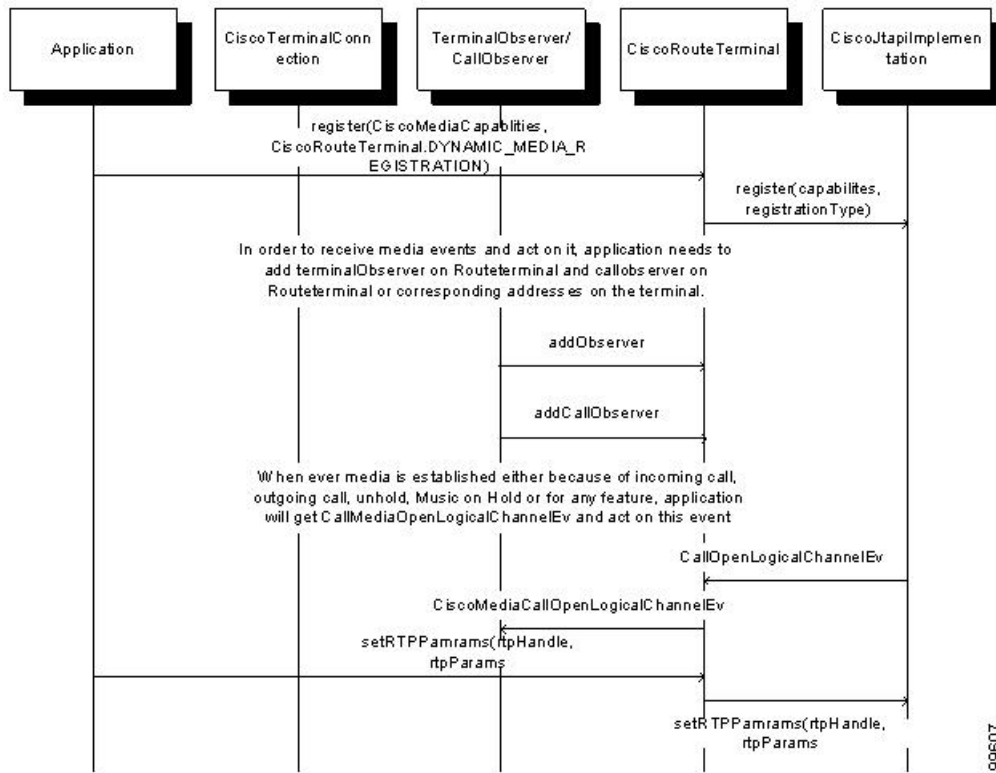 Application
CiscoTerminalConn
ection
TerminalObserver/
CallObserver
CiscoRouteTerminal
CiscoJtapiImplemen
tation
register(CiscoMediaCapablities,
CiscoRouteTerminal.DYNAMIC_MEDIA_R
EGISTRATION)
register(capabilites,
registrationType)
In order to receive media events and act on it, application needs to
add terminalObserver on Routeterminal and callobserver on
Routeterminal or corresponding addresses on the terminal.
addObserver
addCallObserver
When ever media is established either because of incoming call,
outgoing call, unhold, Music on Hold or for any feature, application
will get CallMediaOpenLogicalChannelEv and act on this event
CallOpenLogicalChannelEv
CiscoMediaCallOpenLogicalChannelEv
setRTPPamrams(rtpHandle,
rtpParams
setRTPPamrams(rtpHandle,
rtpParams
99607